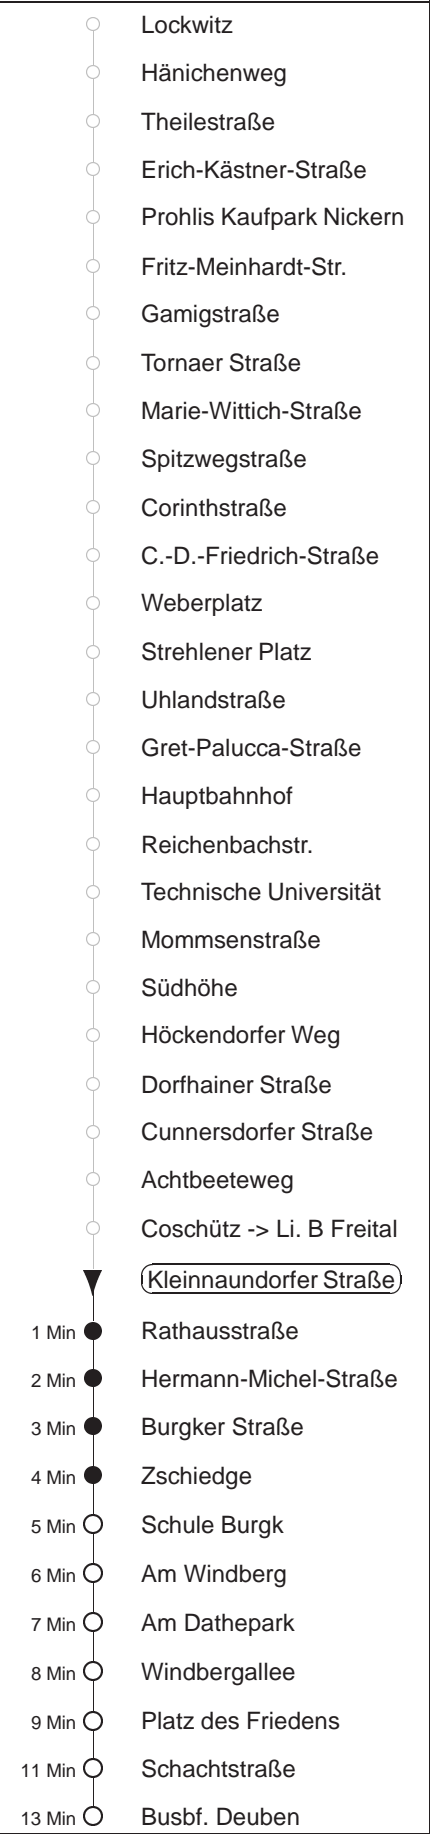 Lockwitz
Hänichenweg
Theilestraße
Erich-Kästner-Straße
Prohlis Kaufpark Nickern
Fritz-Meinhardt-Str.
Gamigstraße
Tornaer Straße
Marie-Wittich-Straße
Spitzwegstraße
Corinthstraße
C.-D.-Friedrich-Straße
Weberplatz
Strehlener Platz
Uhlandstraße
Gret-Palucca-Straße
Hauptbahnhof
Reichenbachstr.
Technische Universität
Mommsenstraße
Südhöhe
Höckendorfer Weg
Dorfhainer Straße
Cunnersdorfer Straße
Achtbeeteweg
Coschütz -> Li. B Freital
Kleinnaundorfer Straße
1 Min Rathausstraße
2 Min Hermann-Michel-Straße
3 Min Burgker Straße
4 Min Zschiedge
5 Min Schule Burgk
6 Min Am Windberg
7 Min Am Dathepark
8 Min Windbergallee
9 Min Platz des Friedens
11 Min Schachtstraße
13 Min Busbf. Deuben